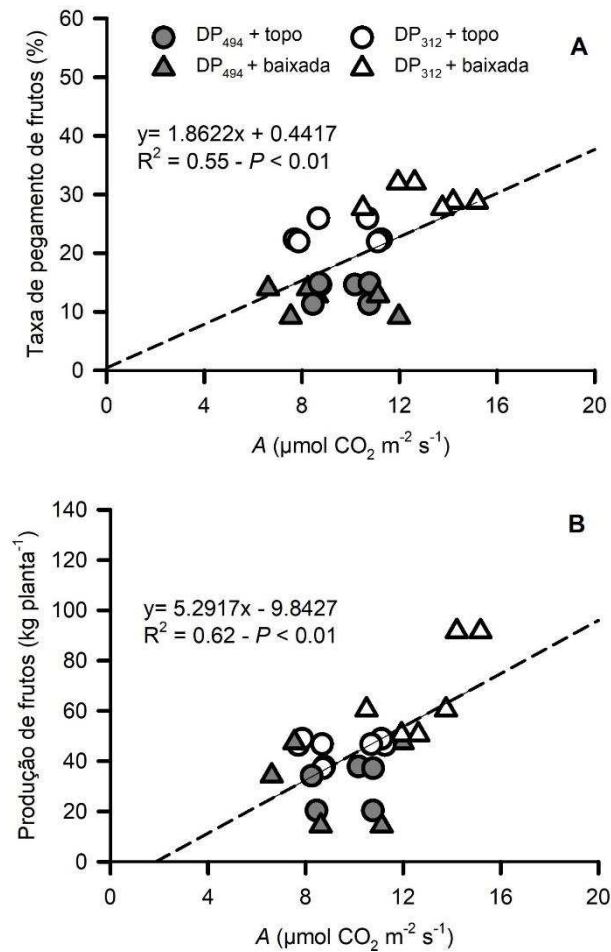 60
DP494 + topo
DP312 + topo
A
DP494 + baixada
DP312 + baixada
50
y= 1.8622x + 0.4417
R² = 0.55 - P < 0.01
40
30
20
10
0
Taxa de pegamento de frutos (%)
0 4 8 12 16 20
A (µmol CO₂ m⁻² s⁻¹)
140
B
120
y= 5.2917x - 9.8427
R² = 0.62 - P < 0.01
100
80
60
40
20
0
Produção de frutos (kg planta⁻¹)
0 4 8 12 16 20
A (µmol CO₂ m⁻² s⁻¹)